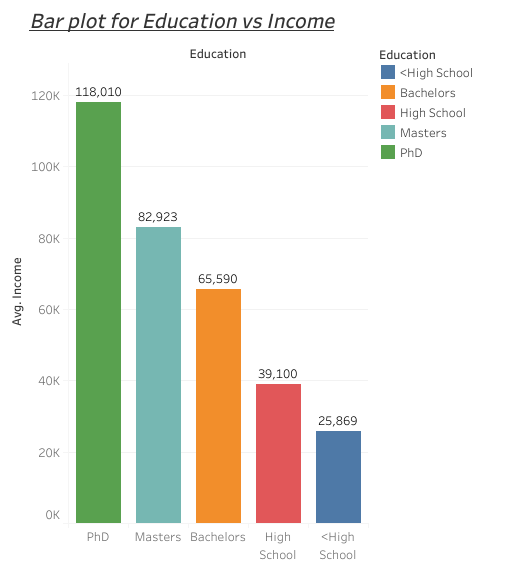 Bar plot for Education vs Income
Education
Education
<High School
Bachelors
High School
Masters
PhD
120K
100K
80K
60K
40K
20K
0K
Avg. Income
118,010
82,923
65,590
39,100
25,869
PhD
Masters
Bachelors
High
School
<High
School